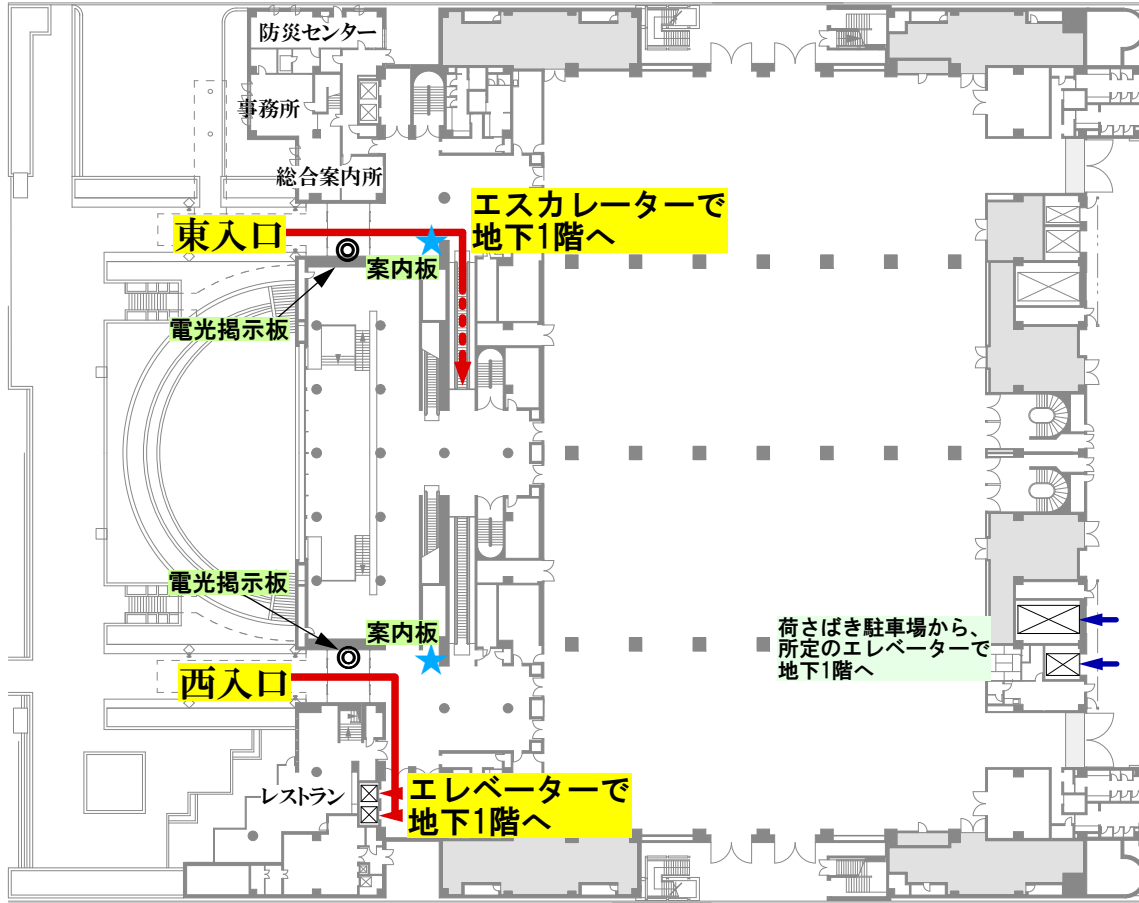 防災センター
事務所
総合案内所
エスカレーターで
地下1階へ
東入口
案内板
電光掲示板
電光掲示板
案内板
荷さばき駐車場から、
所定のエレベーターで
地下1階へ
西入口
レストラン
エレベーターで
地下1階へ